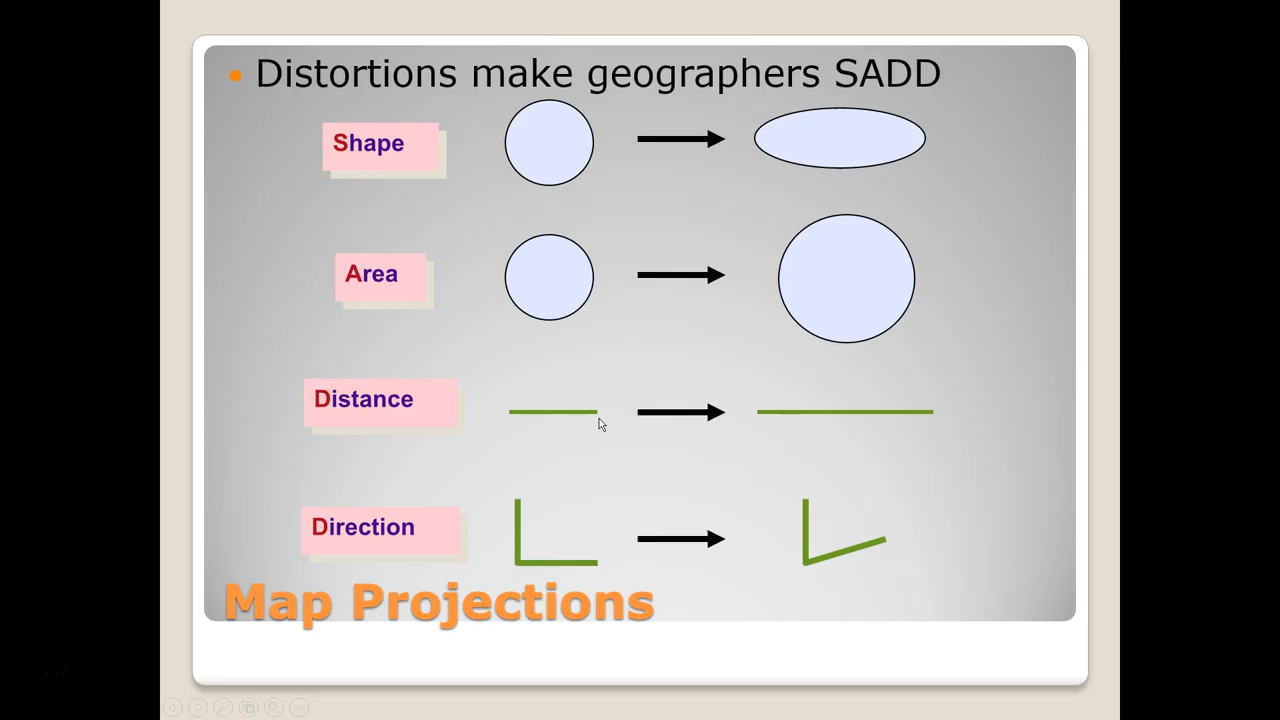 Distortions make geographers SADD
Shape
Area
Distance
Direction
Map Projections